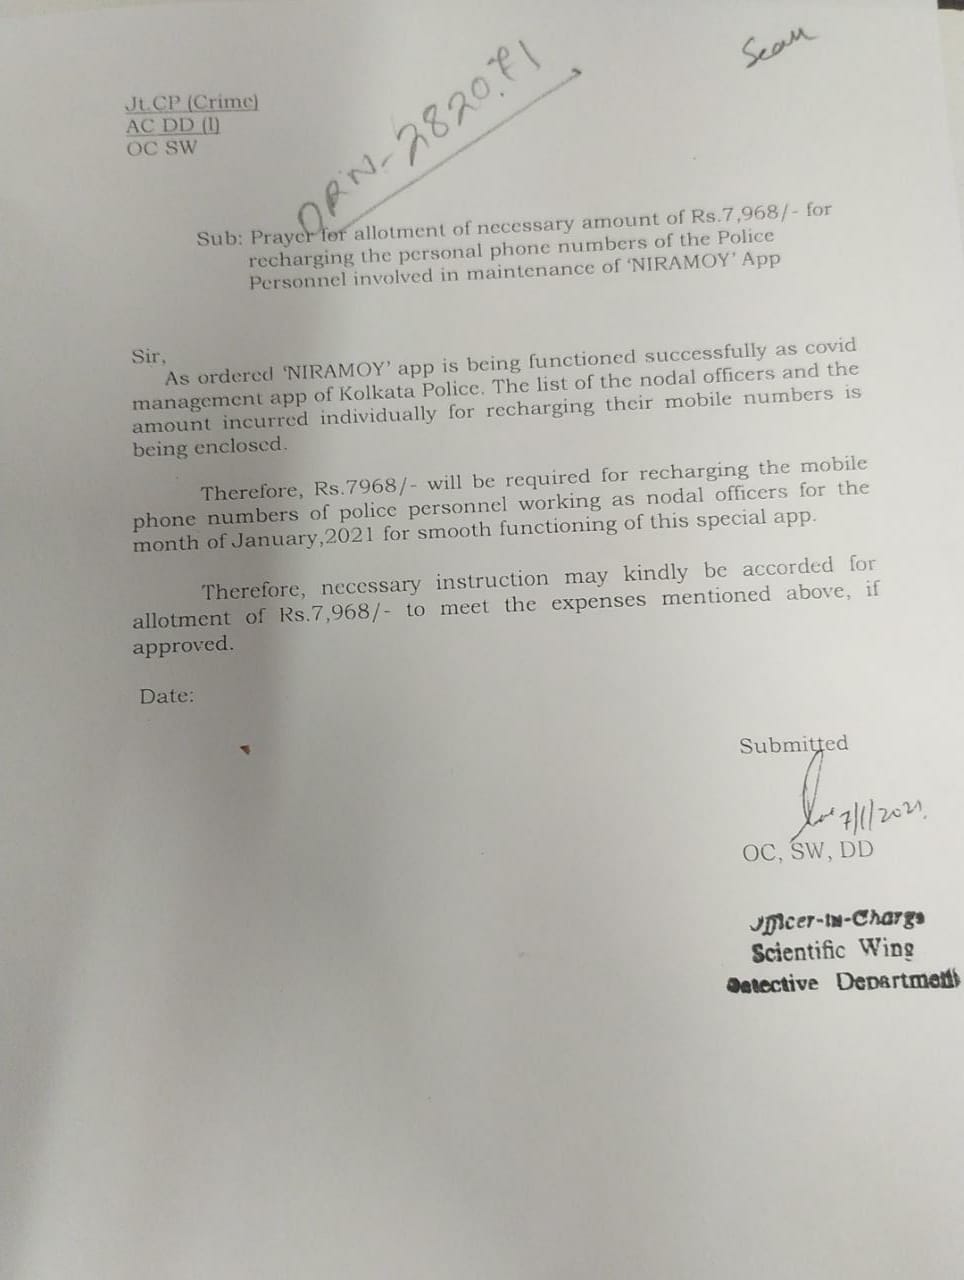 Scan
DRN-2820.PI
Jt.CP (Crime)
AC DD (I)
OC SW
Sub: Prayer for allotment of necessary amount of Rs.7,968/- for
recharging the personal phone numbers of the Police
Personnel involved in maintenance of ‘NIRAMOY’ App
Sir,
As ordered ‘NIRAMOY’ app is being functioned successfully as covid
management app of Kolkata Police. The list of the nodal officers and the
amount incurred individually for recharging their mobile numbers is
being enclosed.
Therefore, Rs.7968/- will be required for recharging the mobile
phone numbers of police personnel working as nodal officers for the
month of January,2021 for smooth functioning of this special app.
Therefore, necessary instruction may kindly be accorded for
allotment of Rs.7,968/- to meet the expenses mentioned above, if
approved.
Date:
Submitted
7/1/2021
OC, SW, DD
Officer-in-Charge
Scientific Wing
Detective Department